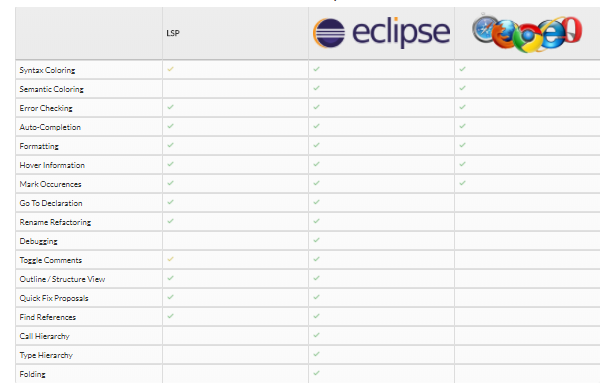 LSP eclipse
Syntax Coloring ✓ ✓ ✓
Semantic Coloring ✓ ✓
Error Checking ✓ ✓ ✓
Auto-Completion ✓ ✓ ✓
Formatting ✓ ✓ ✓
Hover Information ✓ ✓ ✓
Mark Occurences ✓ ✓ ✓
Go To Declaration ✓ ✓
Rename Refactoring ✓ ✓
Debugging ✓
Toggle Comments ✓ ✓
Outline / Structure View ✓ ✓
Quick Fix Proposals ✓ ✓
Find References ✓ ✓
Call Hierarchy ✓
Type Hierarchy ✓
Folding ✓